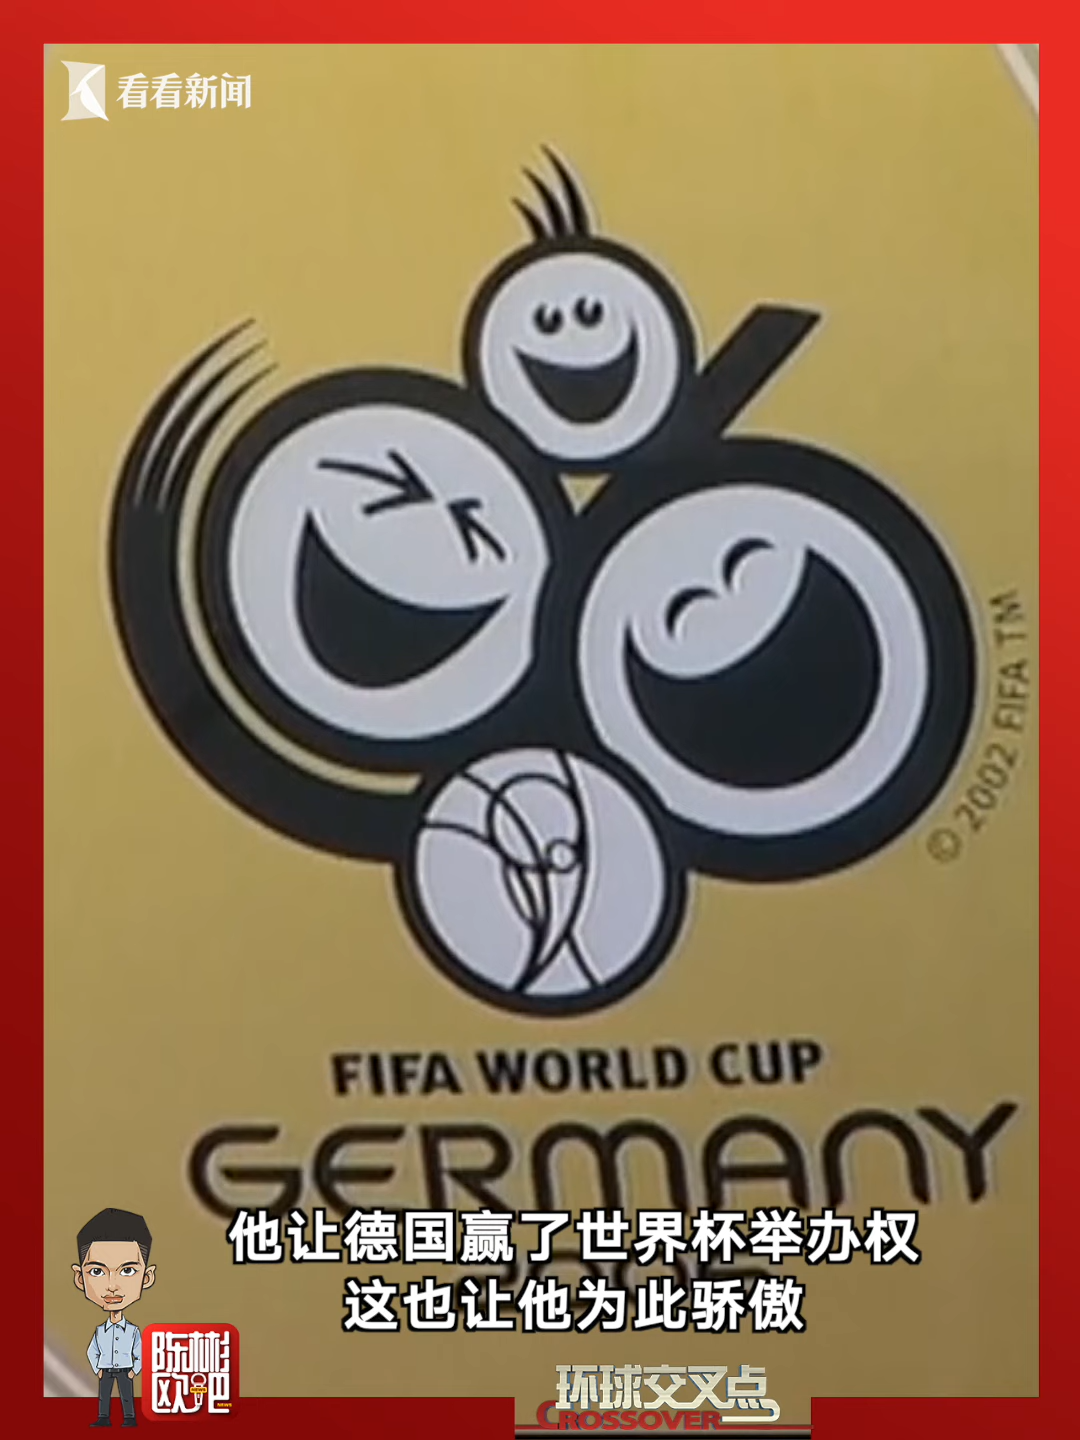 看看新闻
© 2002 FIFA TM
FIFA WORLD CUP
GERMANY
他让德国赢了世界杯举办权
这也让他为此骄傲
陈彬
欧吧
NEWS
环球交叉点
CROSSOVER